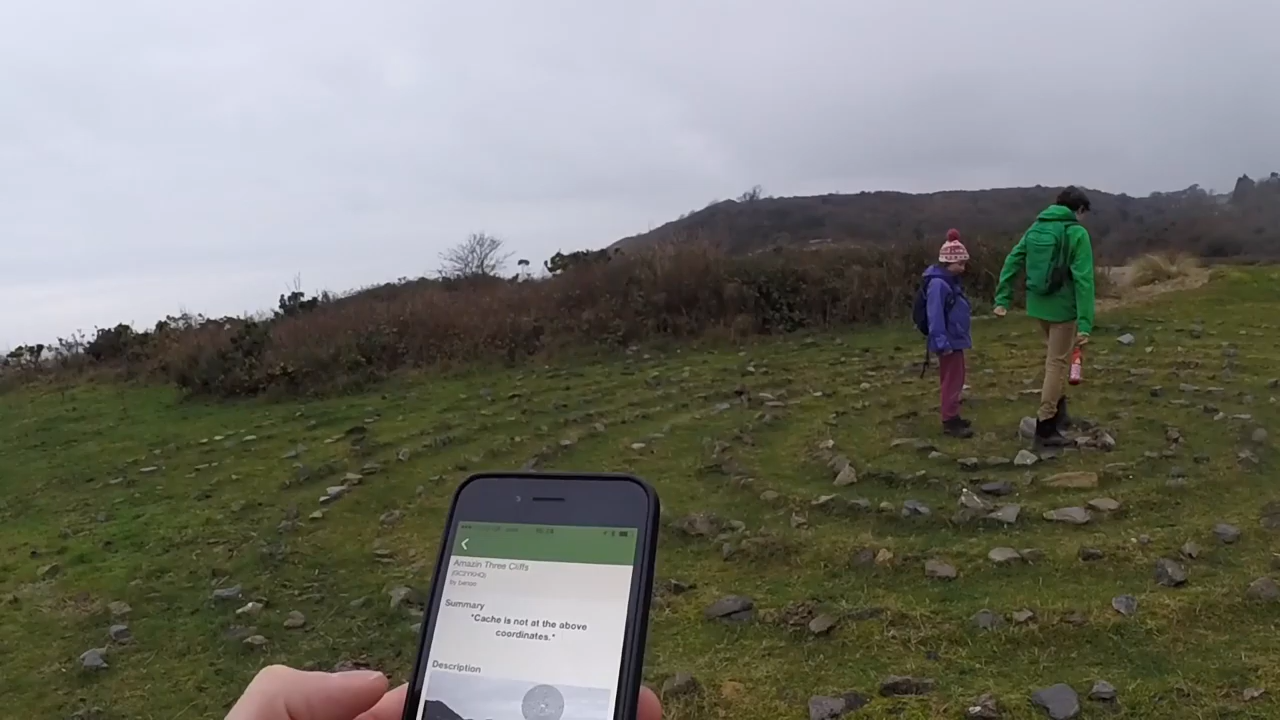 Amazin Three Cliffs
Summary
*Cache is not at the above
coordinates.*
Description